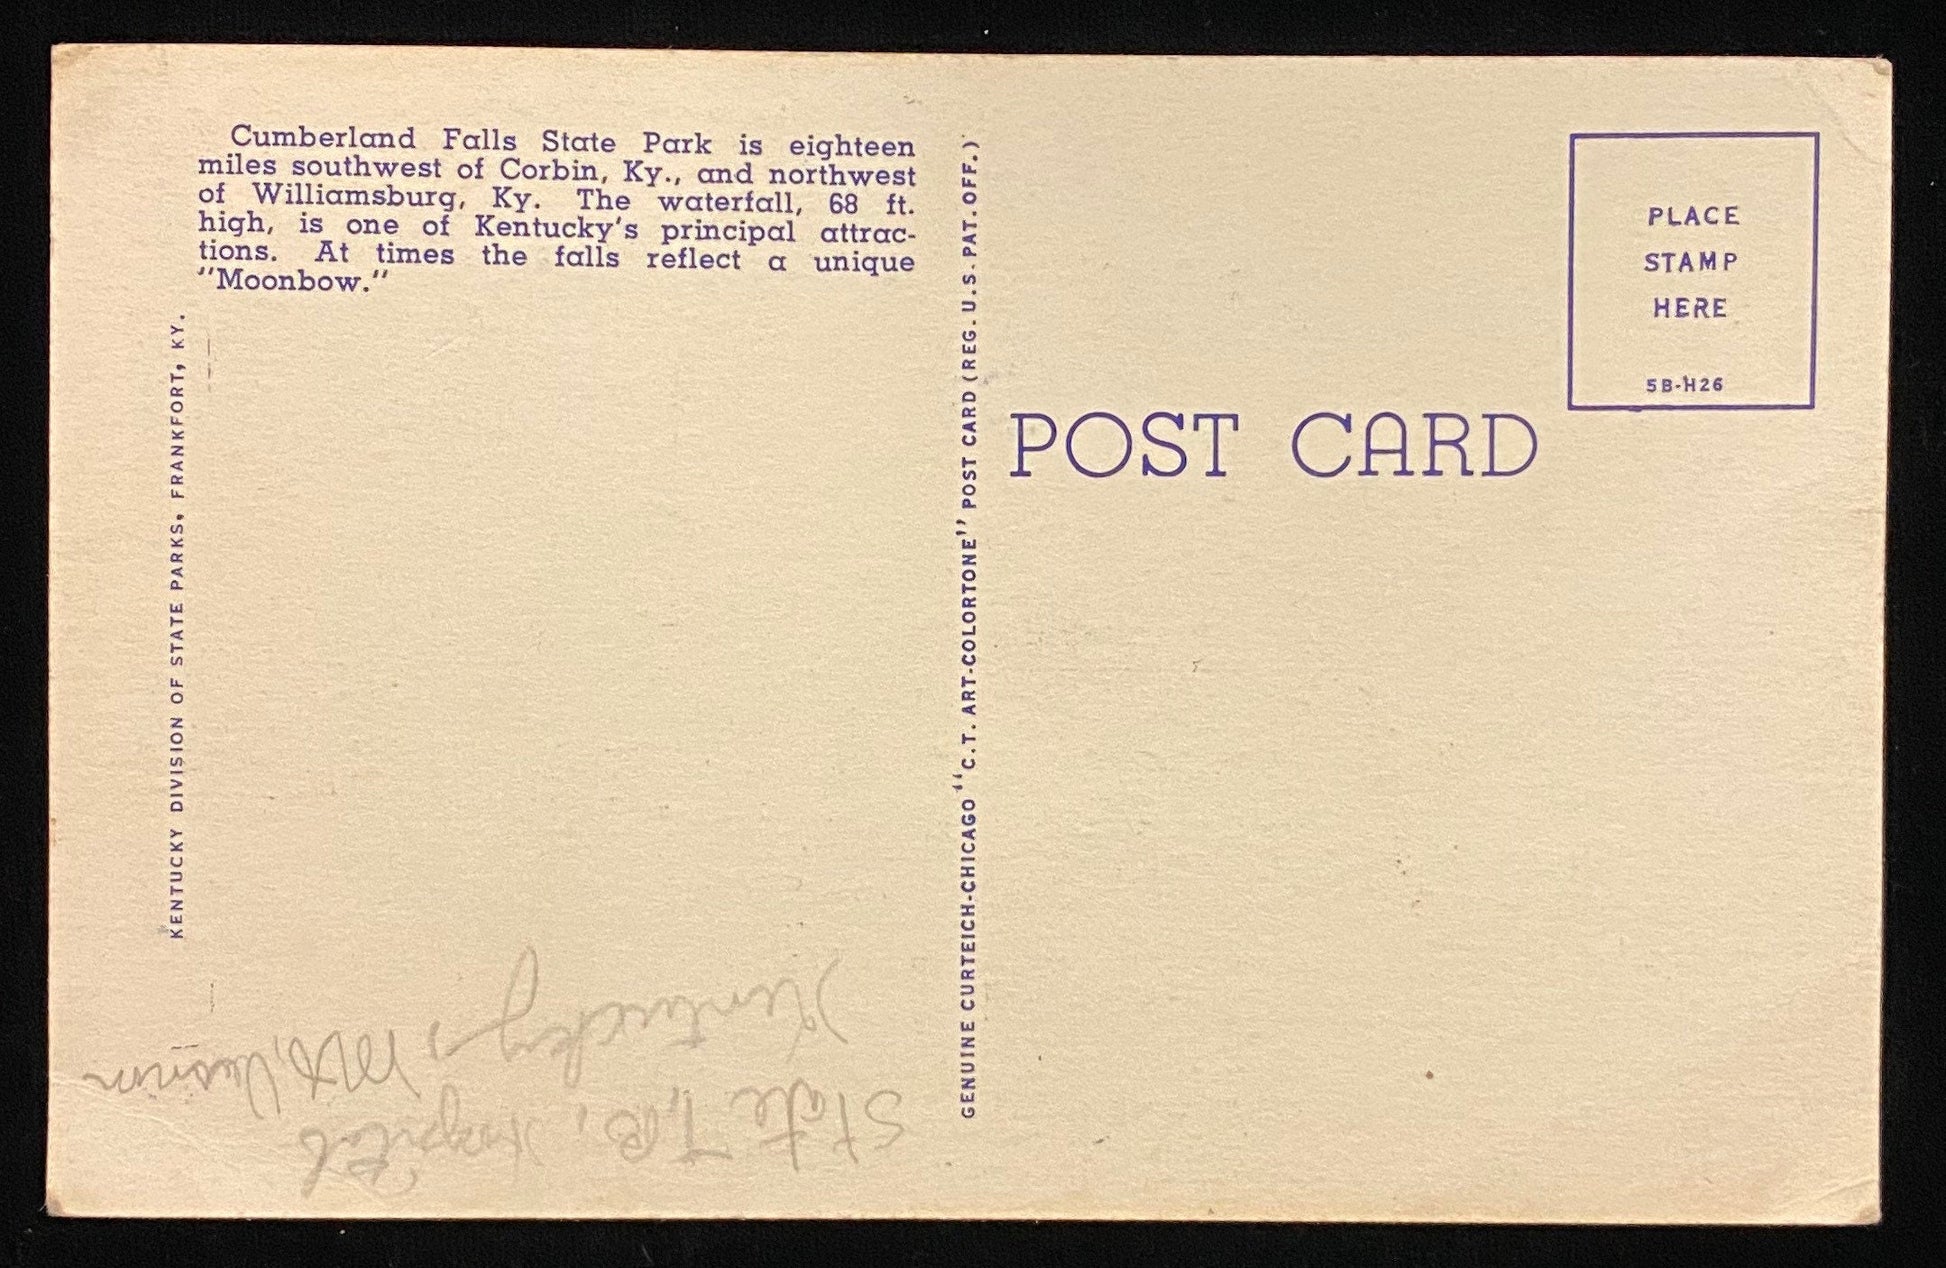 Cumberland Falls State Park is eighteen
miles southwest of Corbin, Ky., and northwest
of Williamsburg, Ky. The waterfall, 68 ft.
high, is one of Kentucky's principal attrac-
tions. At times the falls reflect a unique
"Moonbow."
KENTUCKY DIVISION OF STATE PARKS, FRANKFORT, KY.
GENUINE CURTEICH-CHICAGO "C.T. ART-COLORTONE" POST CARD (REG. U.S. PAT. OFF.)
PLACE
STAMP
HERE
5B-H26
POST CARD
State T.B. Hospital
Kentucky,